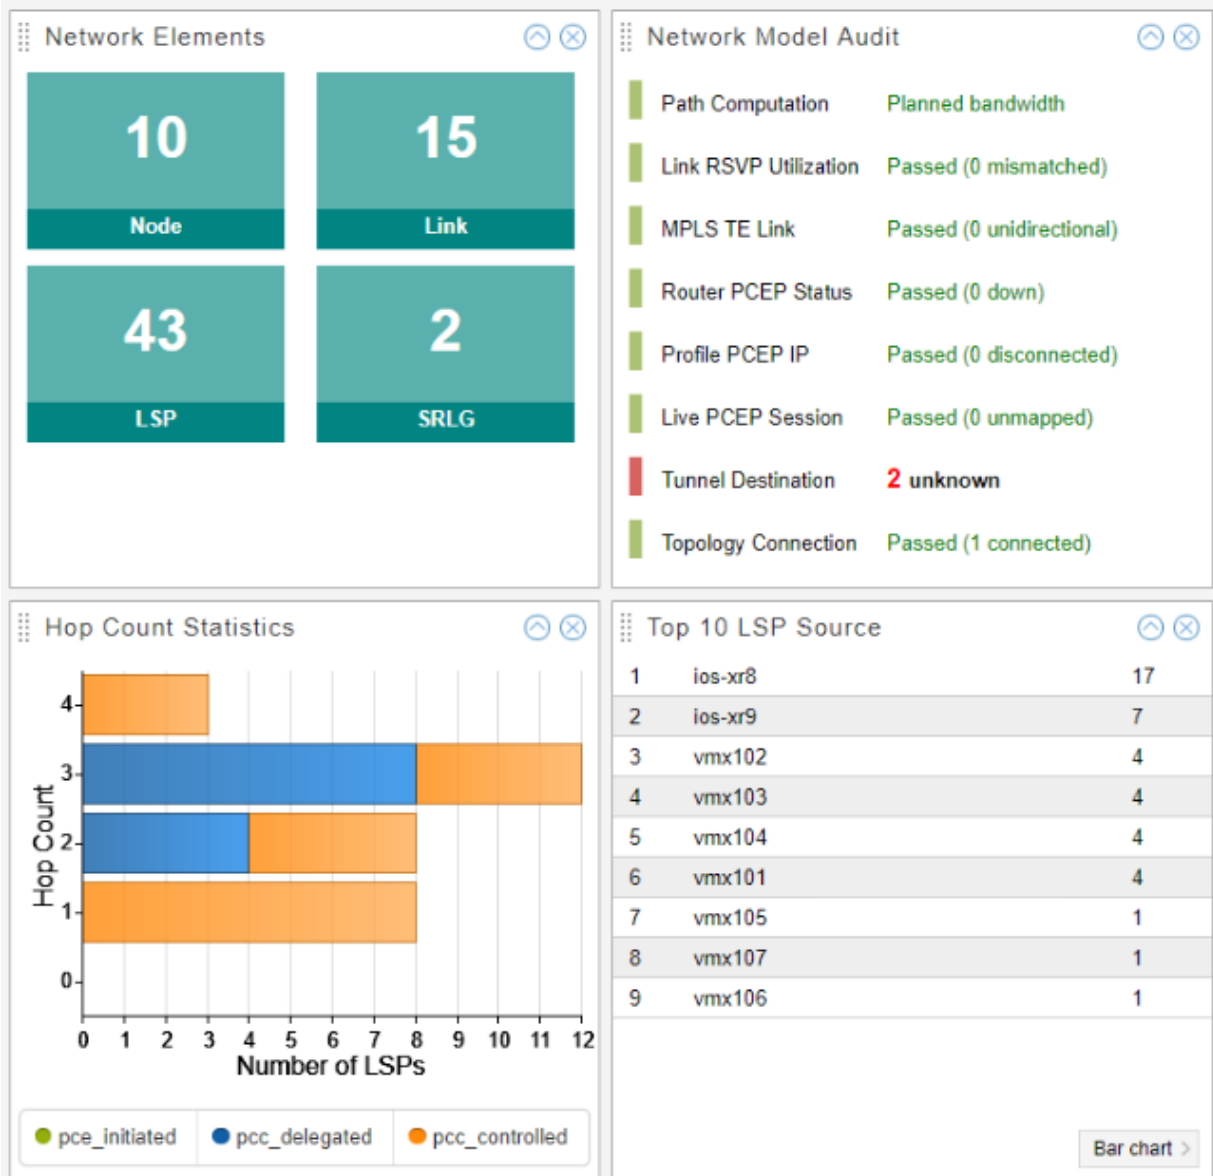 Network Elements
10
Node
15
Link
43
LSP
2
SRLG
Network Model Audit
Path Computation Planned bandwidth
Link RSVP Utilization Passed (0 mismatched)
MPLS TE Link Passed (0 unidirectional)
Router PCEP Status Passed (0 down)
Profile PCEP IP Passed (0 disconnected)
Live PCEP Session Passed (0 unmapped)
Tunnel Destination 2 unknown
Topology Connection Passed (1 connected)
Hop Count Statistics
Hop Count
4
3
2
1
0
0 1 2 3 4 5 6 7 8 9 10 11 12
Number of LSPs
pce_initiated pcc_delegated pcc_controlled
Top 10 LSP Source
1 ios-xr8 17
2 ios-xr9 7
3 vmx102 4
4 vmx103 4
5 vmx104 4
6 vmx101 4
7 vmx105 1
8 vmx107 1
9 vmx106 1
Bar chart >